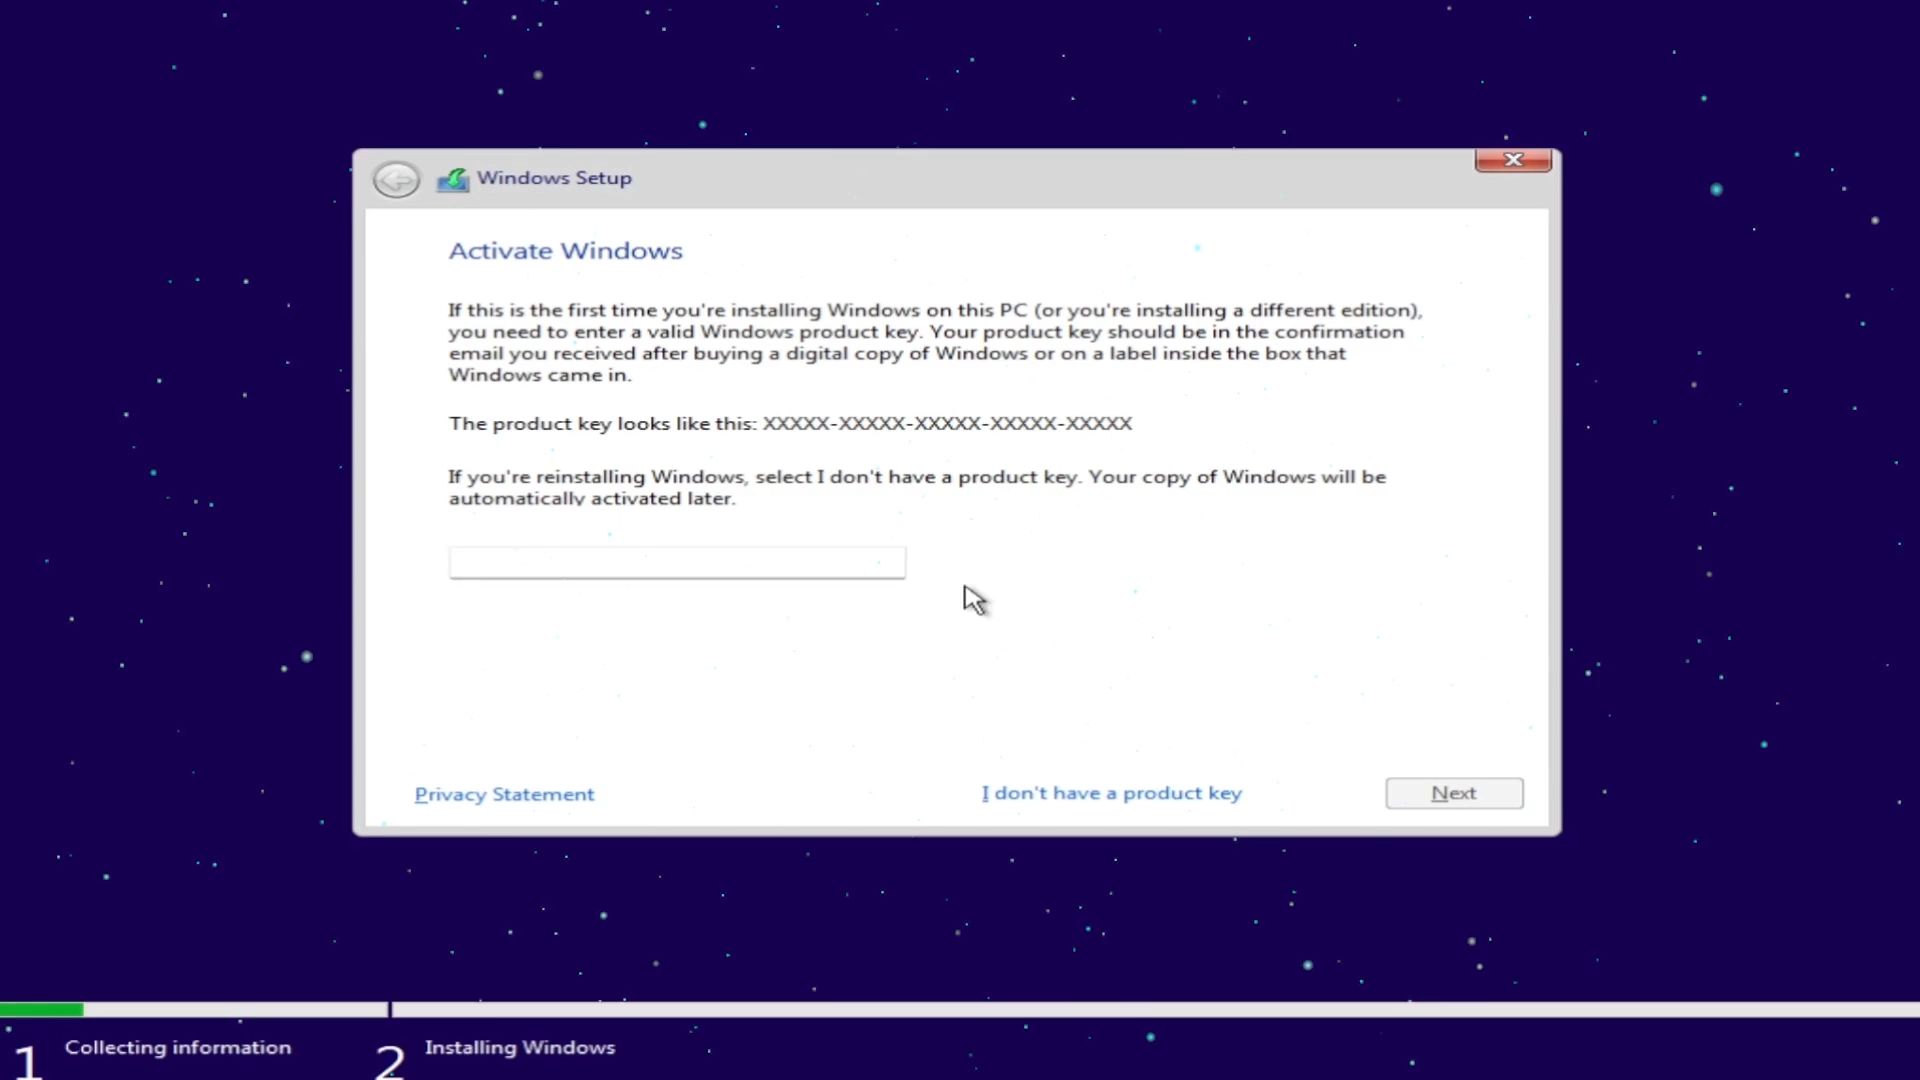 Windows Setup
Activate Windows
If this is the first time you're installing Windows on this PC (or you're installing a different edition),
you need to enter a valid Windows product key. Your product key should be in the confirmation
email you received after buying a digital copy of Windows or on a label inside the box that
Windows came in.
The product key looks like this: XXXXX-XXXXX-XXXXX-XXXXX-XXXXX
If you're reinstalling Windows, select I don't have a product key. Your copy of Windows will be
automatically activated later.
Privacy Statement
I don't have a product key
Next
1 Collecting information
2 Installing Windows